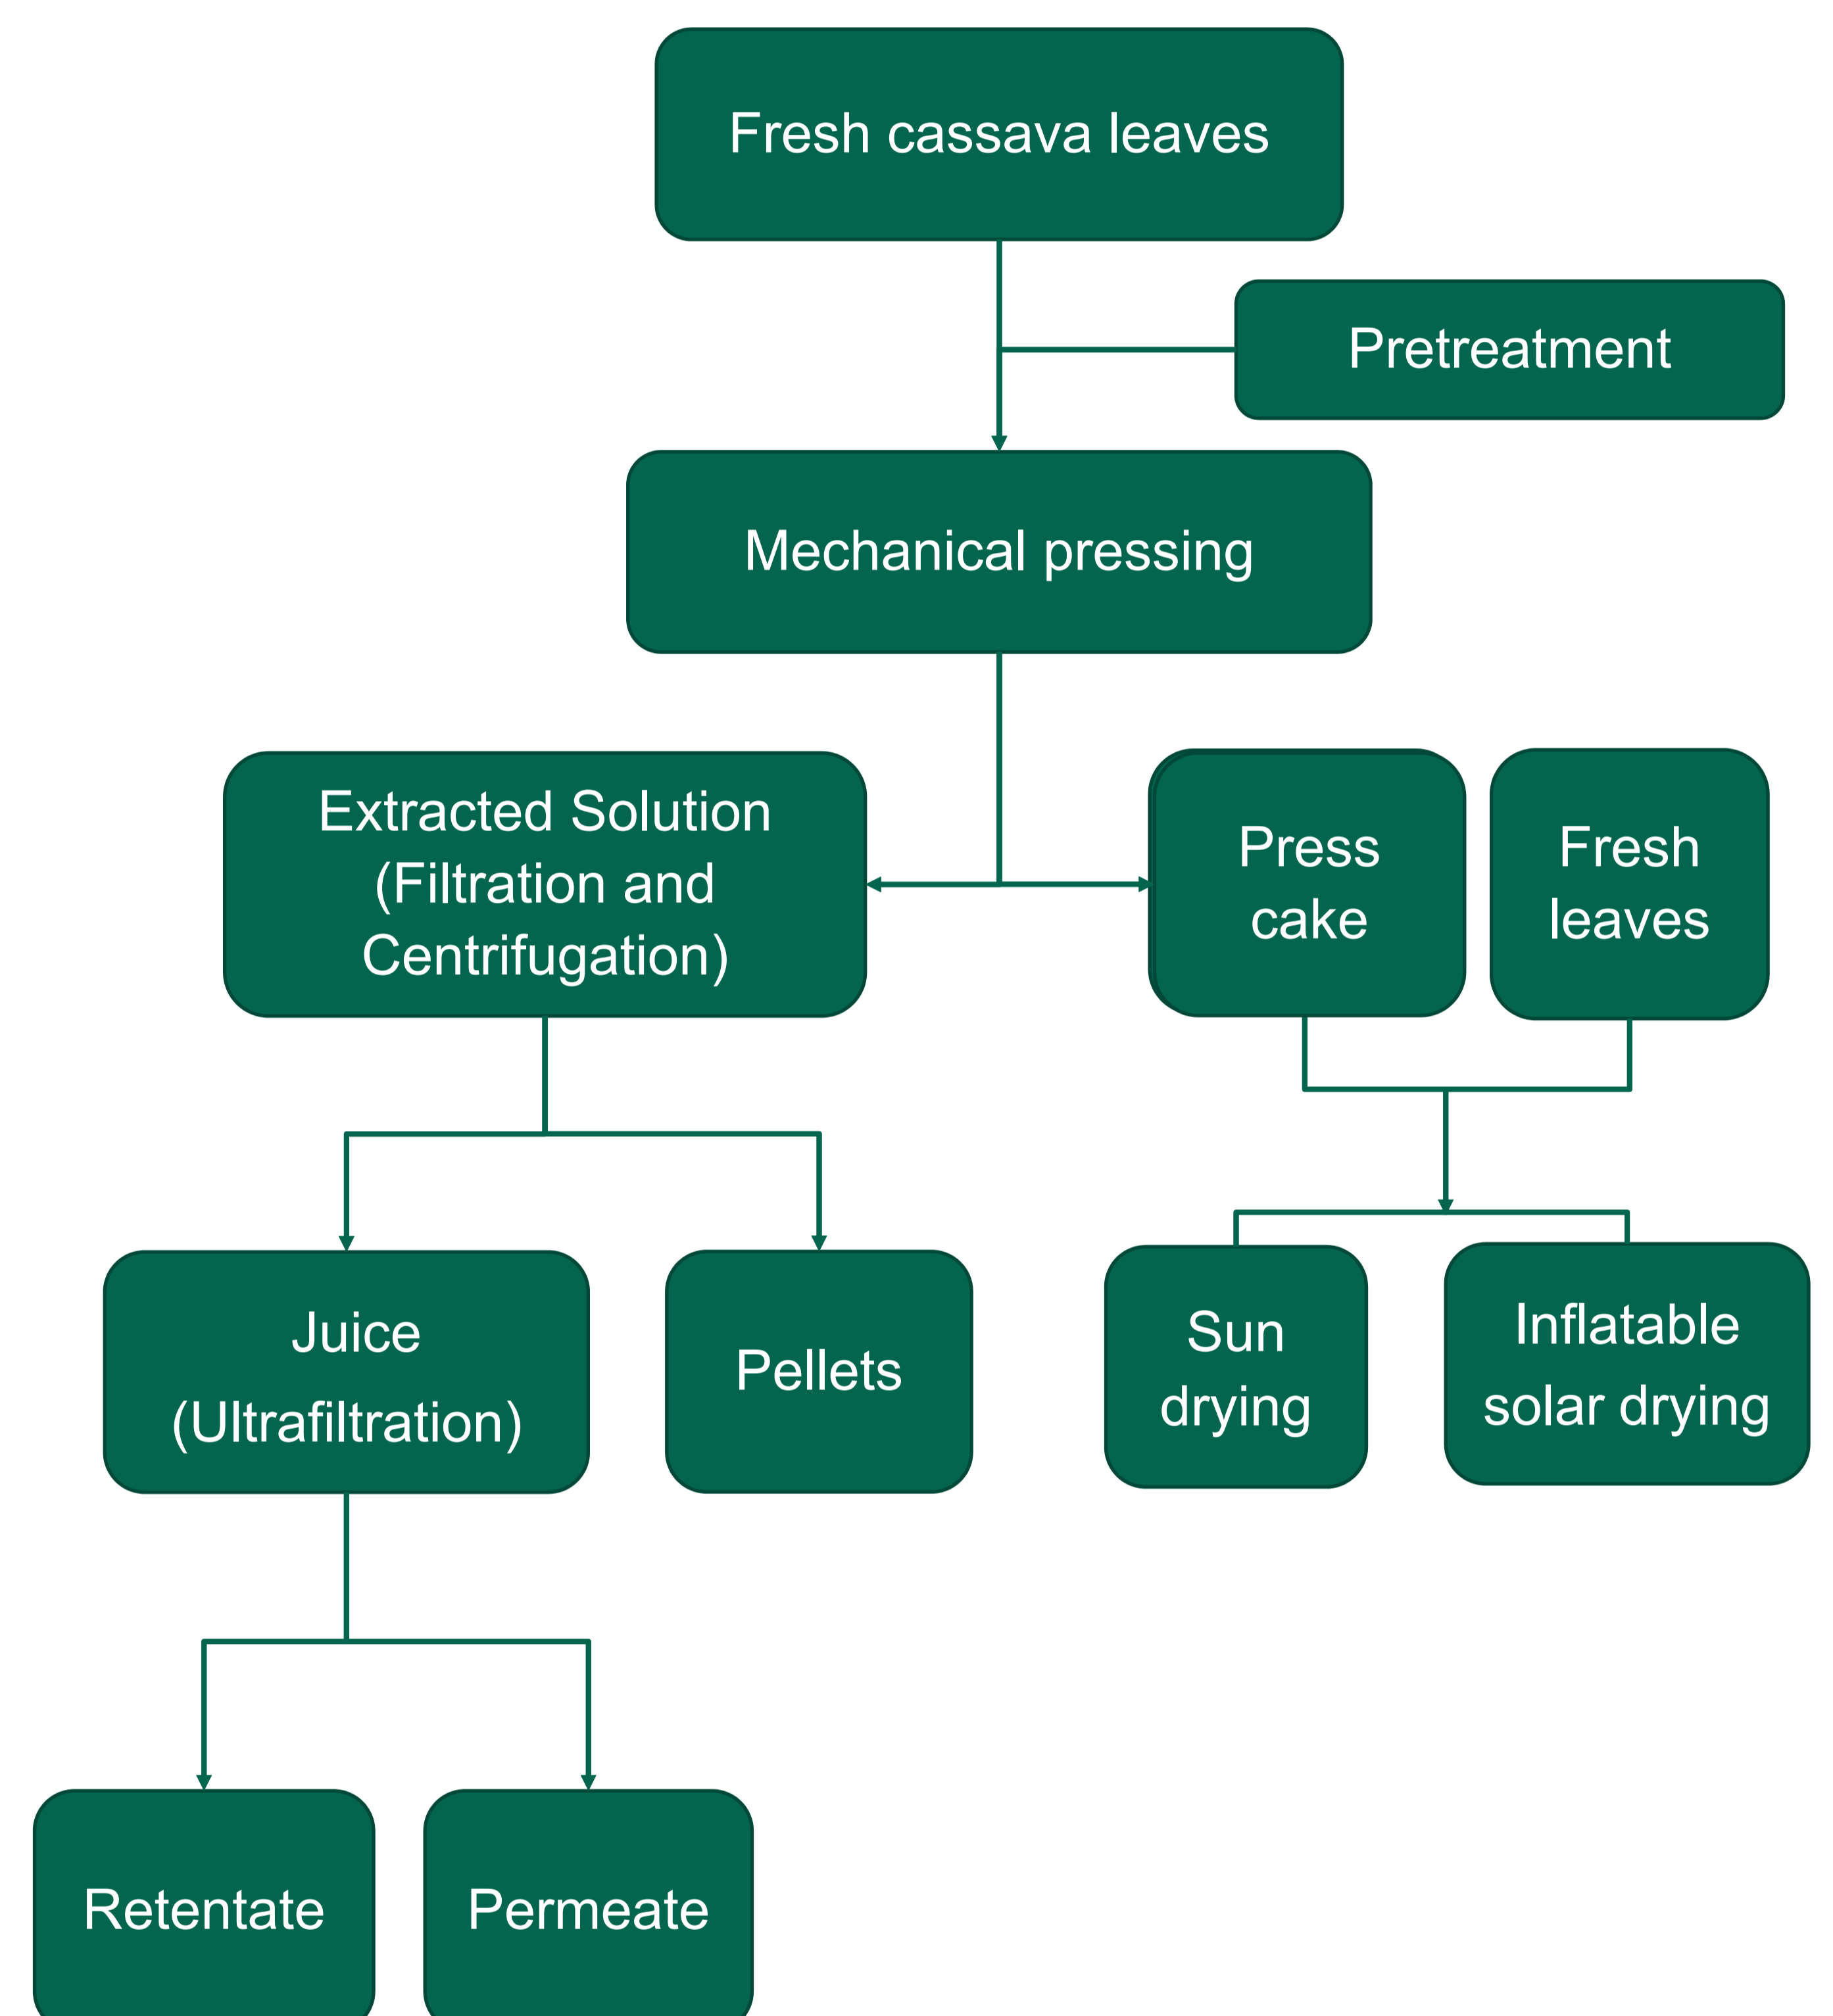 Fresh cassava leaves
Pretreatment
Mechanical pressing
Extracted Solution
(Filtration and
Centrifugation)
Press
cake
Fresh
leaves
Juice
(Ultrafiltration)
Pellets
Sun
drying
Inflatable
solar drying
Retentate
Permeate